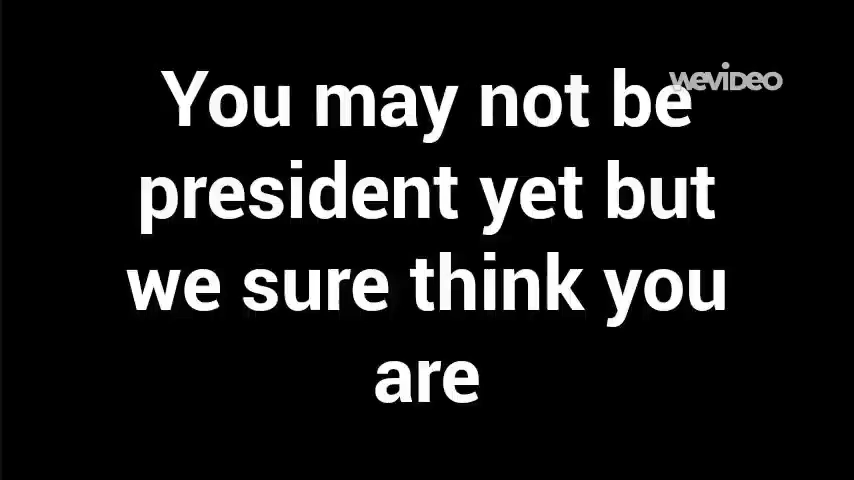 WeVIDEO
You may not be
president yet but
we sure think you
are